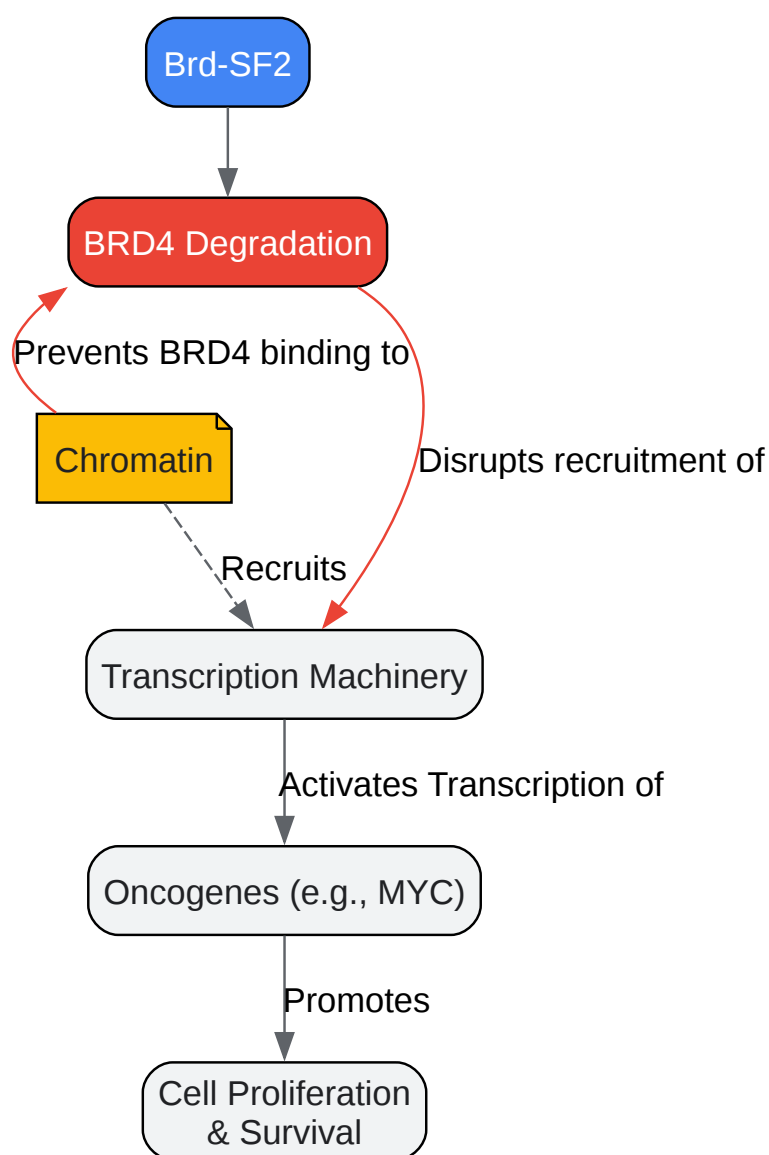 Brd-SF2
BRD4 Degradation
Prevents BRD4 binding to
Chromatin
Disrupts recruitment of
Recruits
Transcription Machinery
Activates Transcription of
Oncogenes (e.g., MYC)
Promotes
Cell Proliferation
& Survival